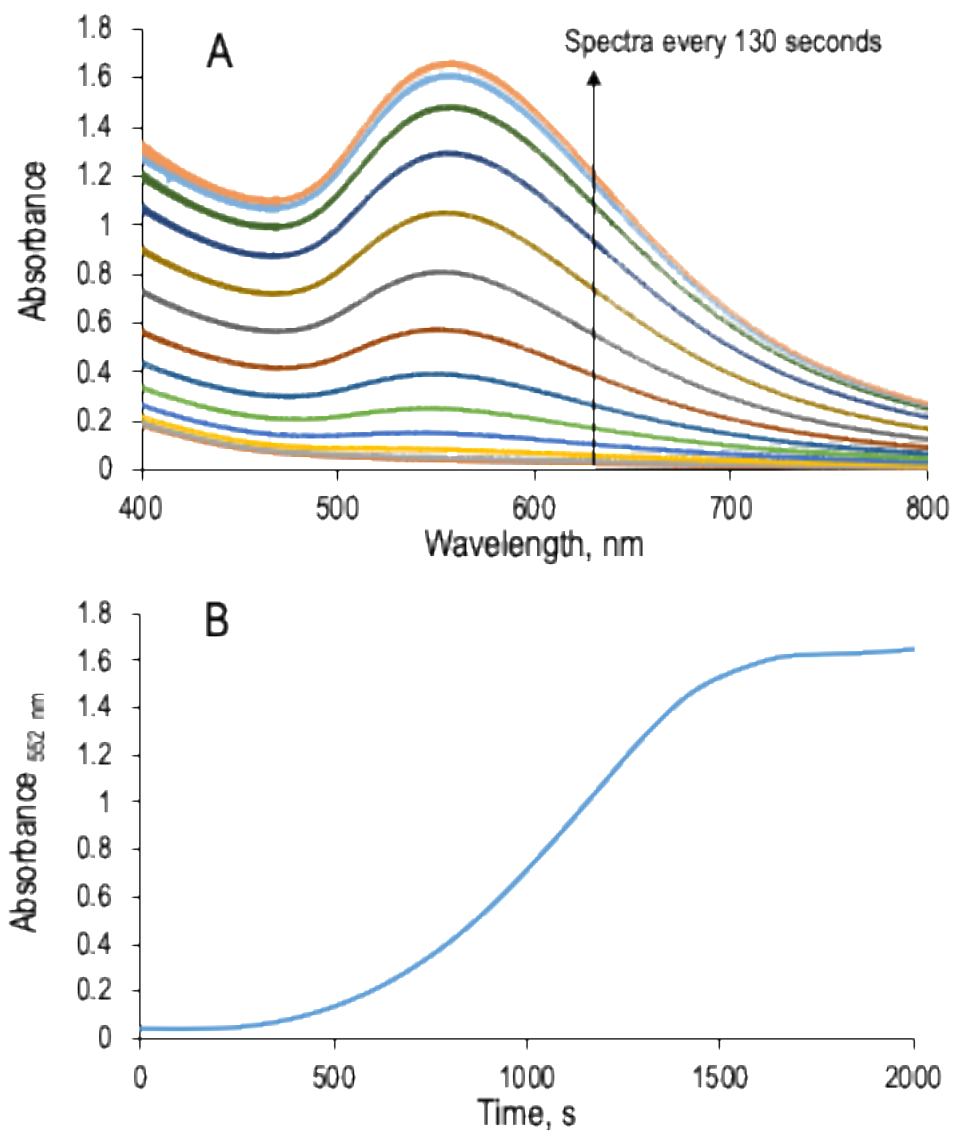 A
Spectra every 130 seconds
1.8
1.6
1.4
1.2
1
0.8
0.6
0.4
0.2
0
Absorbance
400 500 600 700 800
Wavelength, nm
B
1.8
1.6
1.4
1.2
1
0.8
0.6
0.4
0.2
0
Absorbance 552 nm
0 500 1000 1500 2000
Time, s